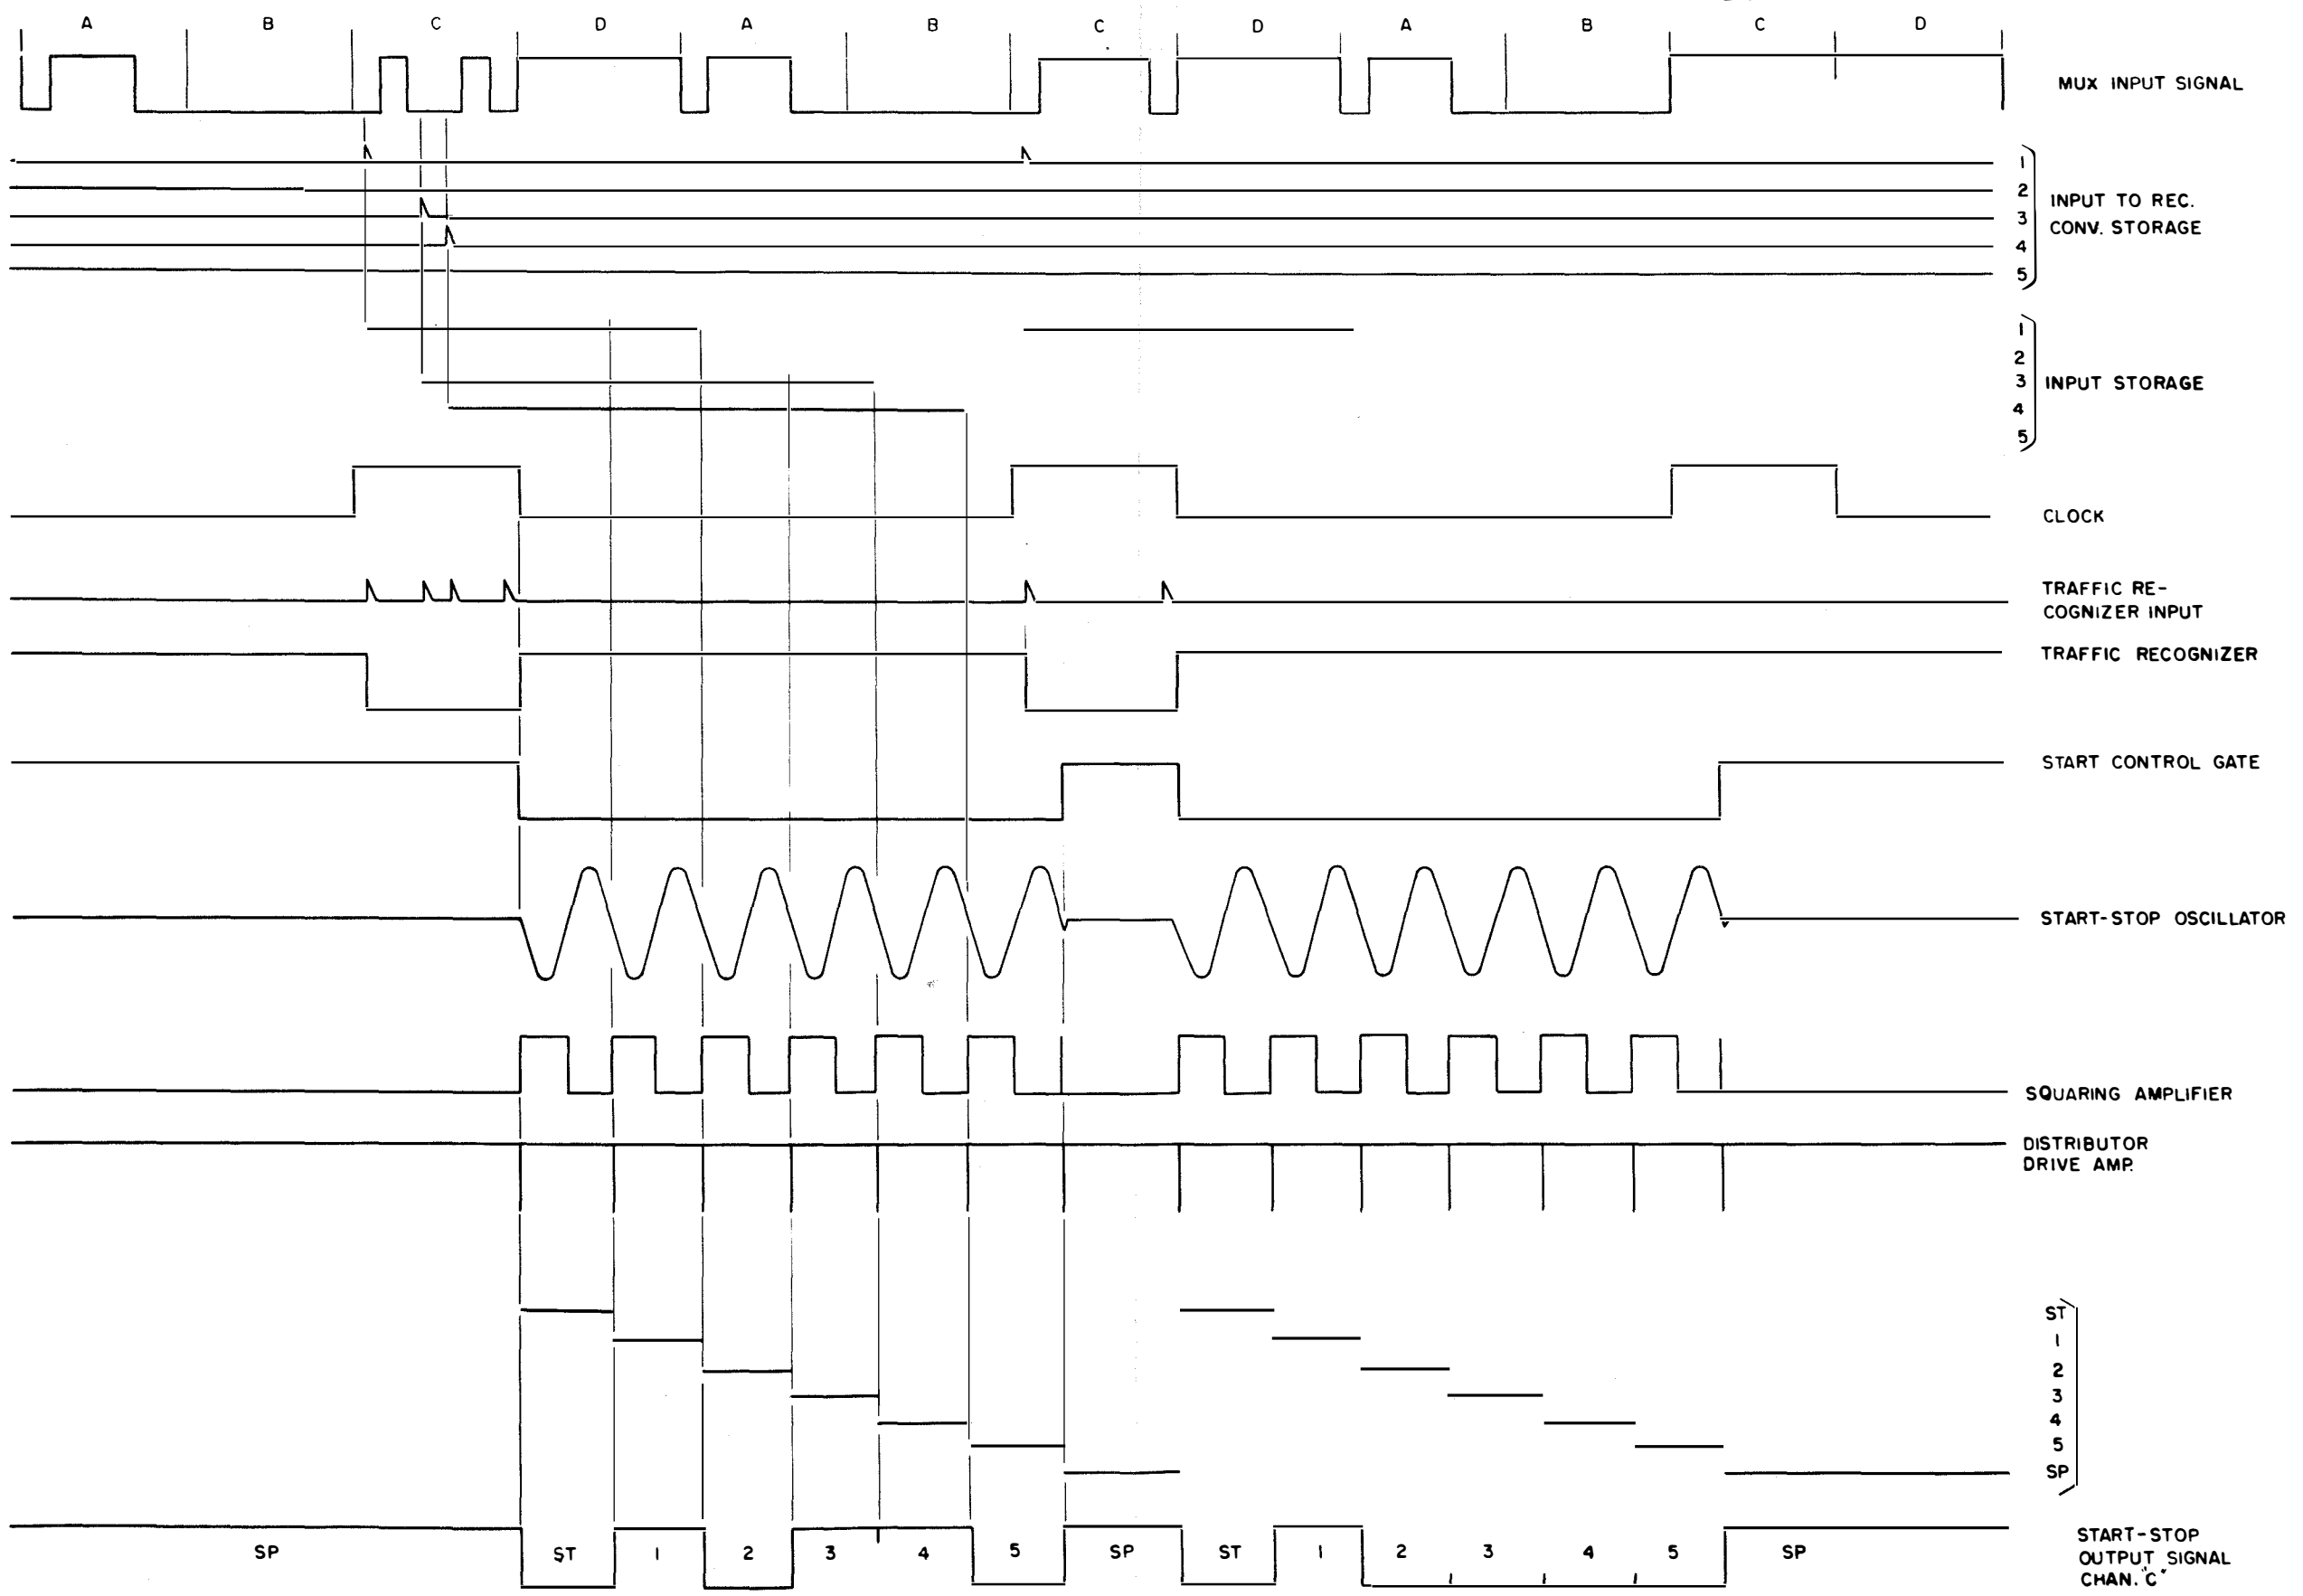 A B C D A B C D A B C D
MUX INPUT SIGNAL
1
2
INPUT TO REC.
3
CONV. STORAGE
4
5
1
2
3
INPUT STORAGE
4
5
CLOCK
TRAFFIC RE-
COGNIZER INPUT
TRAFFIC RECOGNIZER
START CONTROL GATE
START-STOP OSCILLATOR
SQUARING AMPLIFIER
DISTRIBUTOR
DRIVE AMP.
ST
1
2
3
4
5
SP
SP ST 1 2 3 4 5 SP ST 1 2 3 4 5 SP
START-STOP
OUTPUT SIGNAL
CHAN. "C"